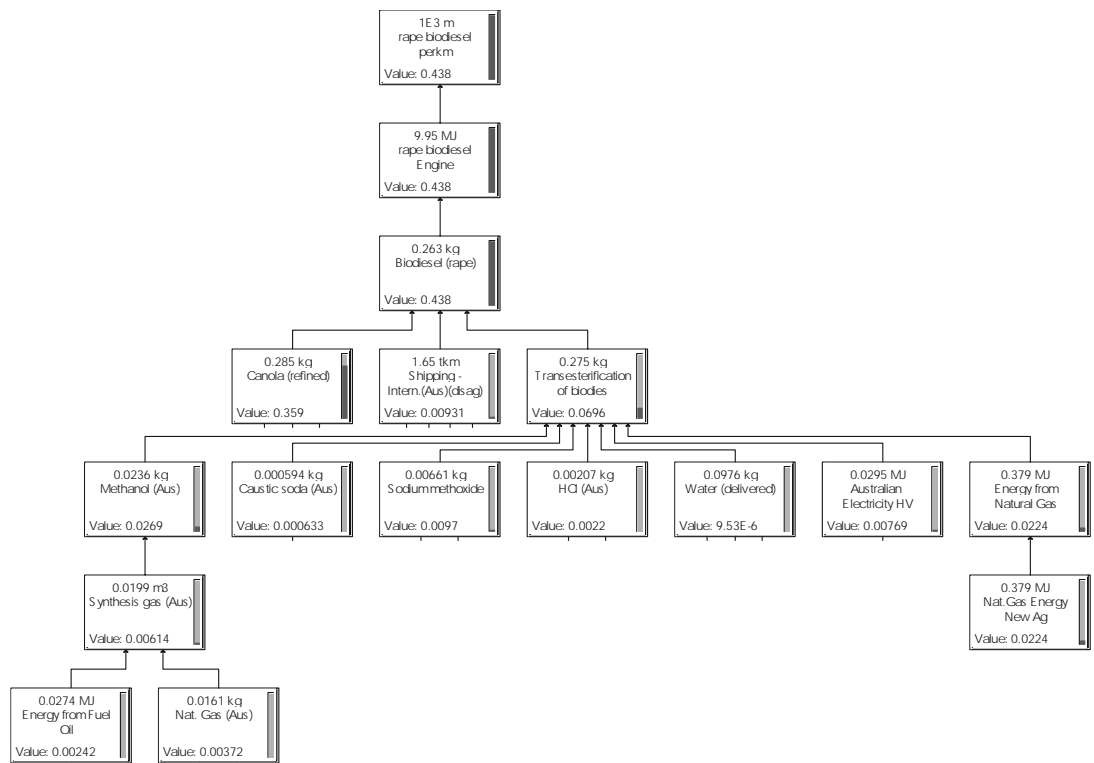 1E3 m
rape biodiesel
perkm
Value: 0.438
9.95 MJ
rape biodiesel
Engine
Value: 0.438
0.263 kg
Biodiesel (rape)
Value: 0.438
0.285 kg
Canola (refined)
Value: 0.359
1.65 tkm
Shipping -
Intern.(Aus)(disag)
Value: 0.00931
0.275 kg
Transesterification
of biodies
Value: 0.0696
0.0236 kg
Methanol (Aus)
Value: 0.0269
0.000594 kg
Caustic soda (Aus)
Value: 0.000633
0.00661 kg
Sodium methoxide
Value: 0.0097
0.00207 kg
HCl (Aus)
Value: 0.0022
0.0976 kg
Water (delivered)
Value: 9.53E-6
0.0295 MJ
Australian
Electricity HV
Value: 0.00769
0.379 MJ
Energy from
Natural Gas
Value: 0.0224
0.0199 m3
Synthesis gas (Aus)
Value: 0.00614
0.379 MJ
Nat.Gas Energy
New Ag
Value: 0.0224
0.0274 MJ
Energy from Fuel
Oil
Value: 0.00242
0.0161 kg
Nat. Gas (Aus)
Value: 0.00372